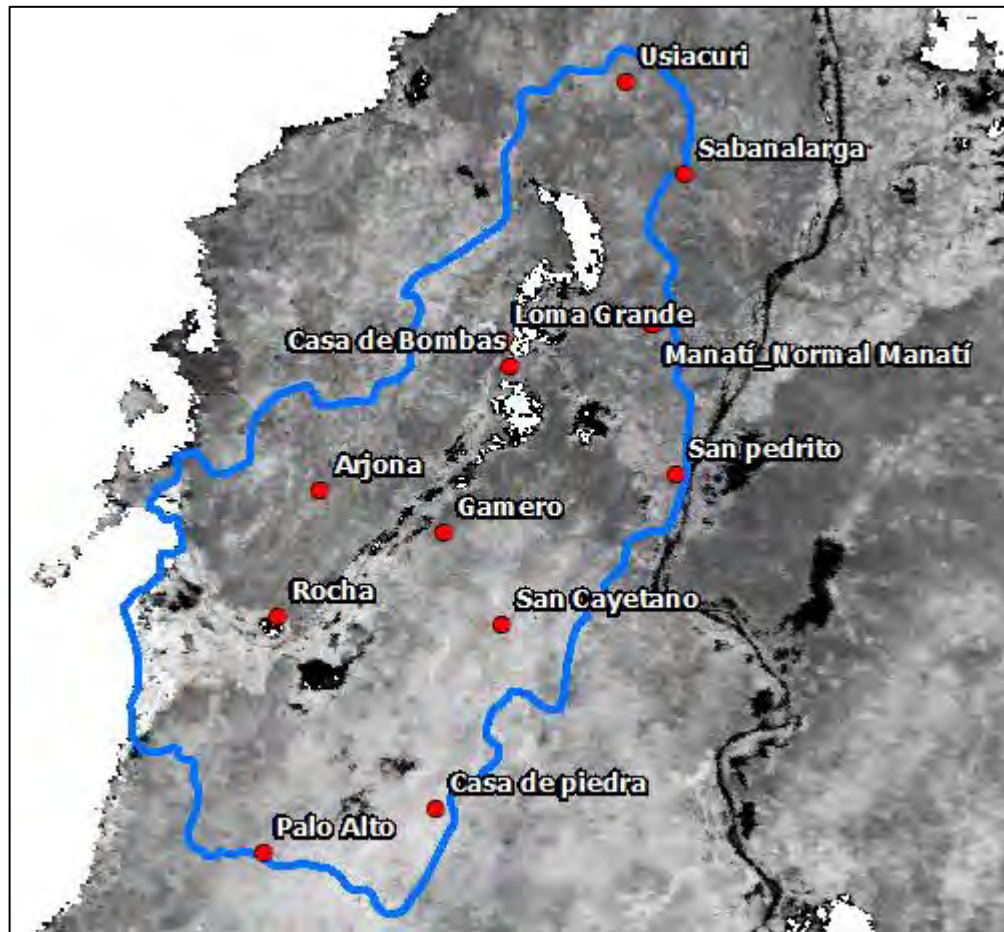 Usiacuri
Sabanalarga
Loma Grande
Casa de Bombas
Manatí_Normal Manatí
San pedrito
Arjona
Gamero
Rocha
San Cayetano
Casa de piedra
Palo Alto